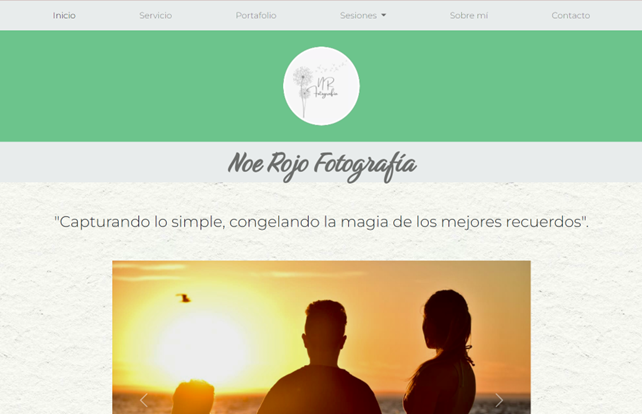 Inicio
Servicio
Portafolio
Sesiones
Sobre mí
Contacto
NR
fotografía
Noe Rojo Fotografía
"Capturando lo simple, congelando la magia de los mejores recuerdos".